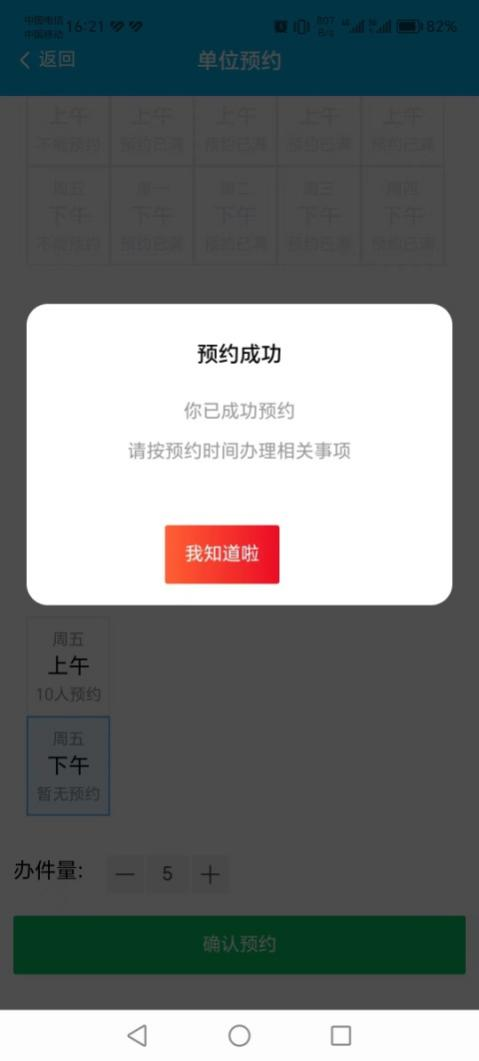 中国电信
中国移动
16:21
807
B/s
82%
返回
单位预约
上午 上午 上午 上午 上午
不能预约 预约已满 预约已满 预约已满 预约已满
周五 周一 周二 周三 周四
下午 下午 下午 下午 下午
不能预约 预约已满 预约已满 预约已满 预约已满
预约成功
你已成功预约
请按预约时间办理相关事项
我知道啦
周五
上午
10人预约
周五
下午
暂无预约
办件量: — 5 +
确认预约